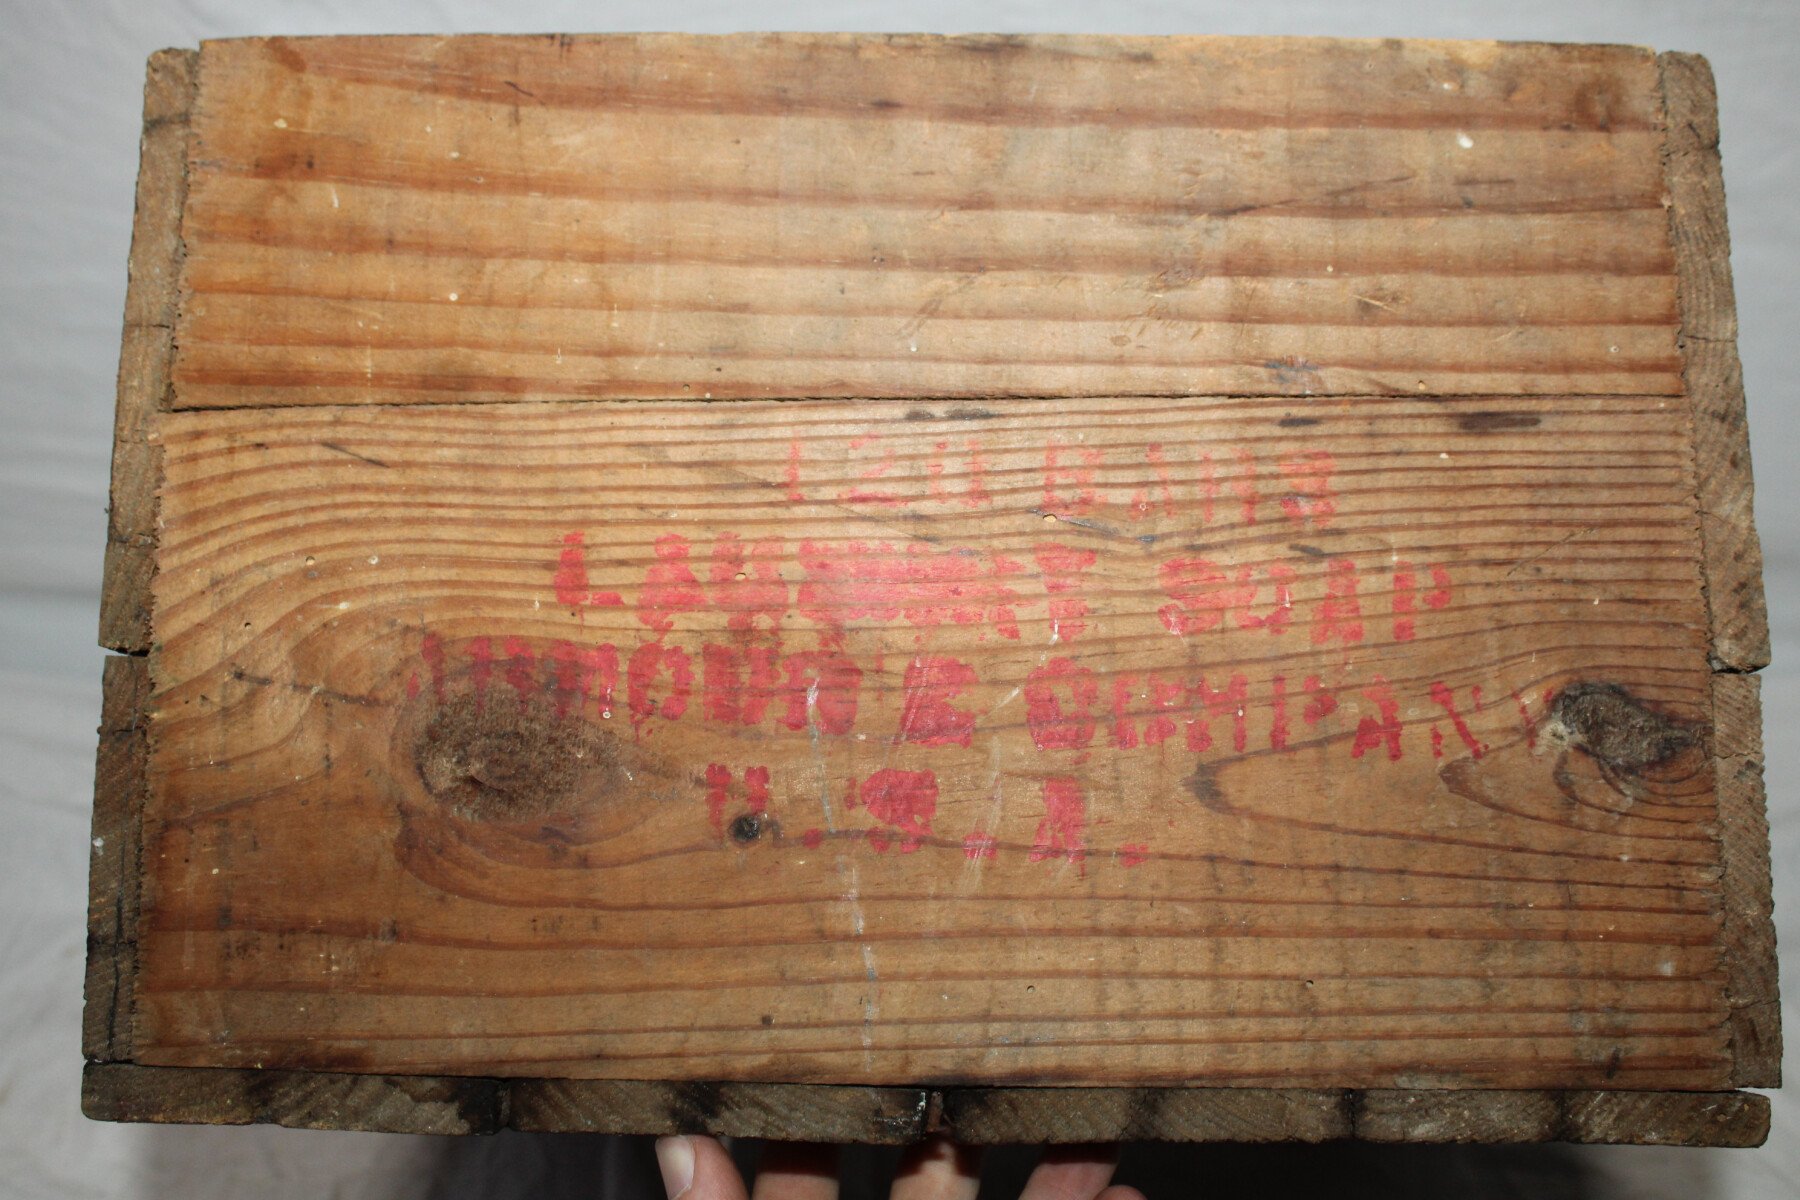 120 BARS
LAUNDRY SOAP
ARMOUR & COMPANY
U.S.A.